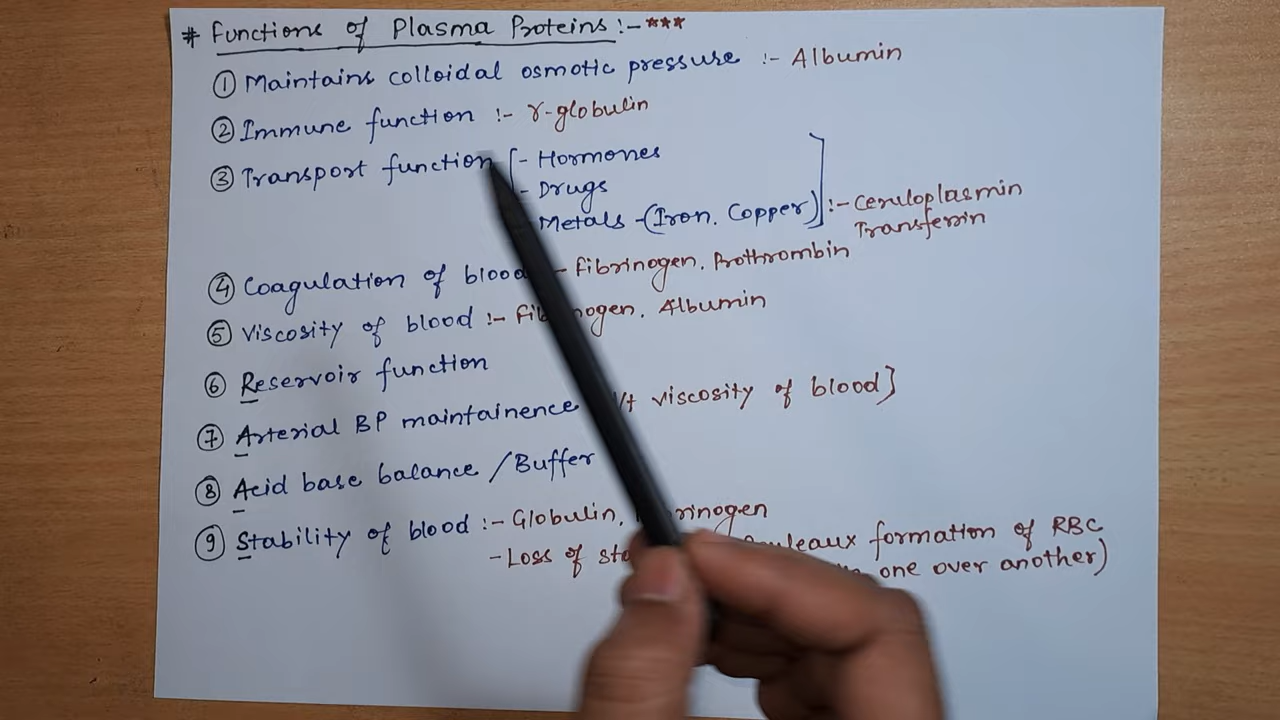 # Functions of Plasma Proteins :- ***
① Maintains colloidal osmotic pressure :- Albumin
② Immune function :- γ-globulin
③ Transport function [- Hormones
- Drugs
Metals -(Iron, Copper)] :- Ceruloplasmin
Transferrin
④ Coagulation of blood - Fibrinogen, Prothrombin
⑤ Viscosity of blood :- Fibrinogen, Albumin
⑥ Reservoir function
⑦ Arterial BP maintainence viscosity of blood}
⑧ Acid base balance / Buffer
⑨ Stability of blood :- Globulin, Fibrinogen
- Loss of formation of RBC
one over another)